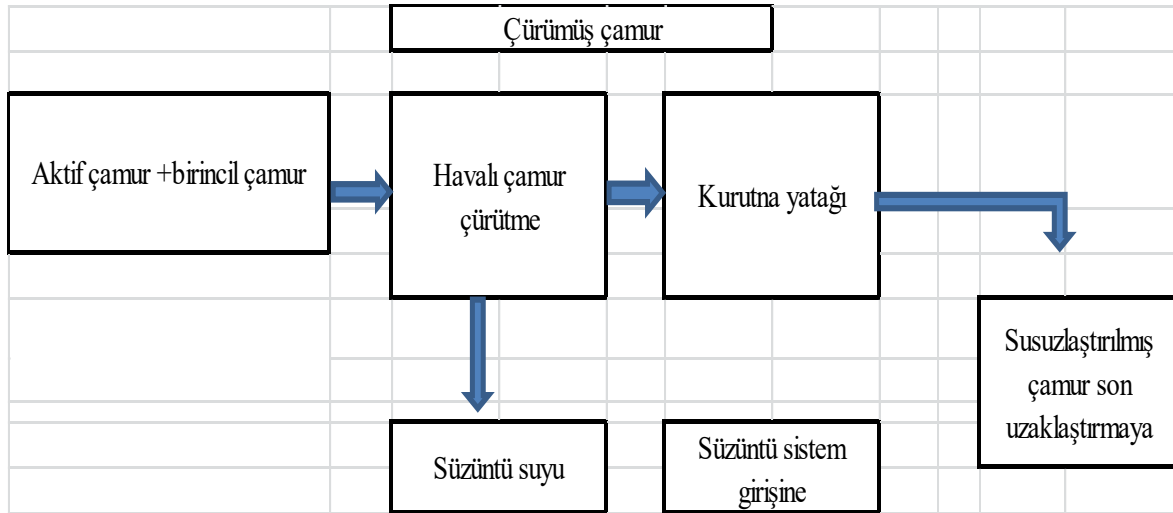 Çürümüş çamur
Aktif çamur +birincil çamur
Havalı çamur
çürütme
Kurutna yatağı
Susuzlaştırılmış
çamur son
uzaklaştırmaya
Süzüntü suyu
Süzüntü sistem
girişine